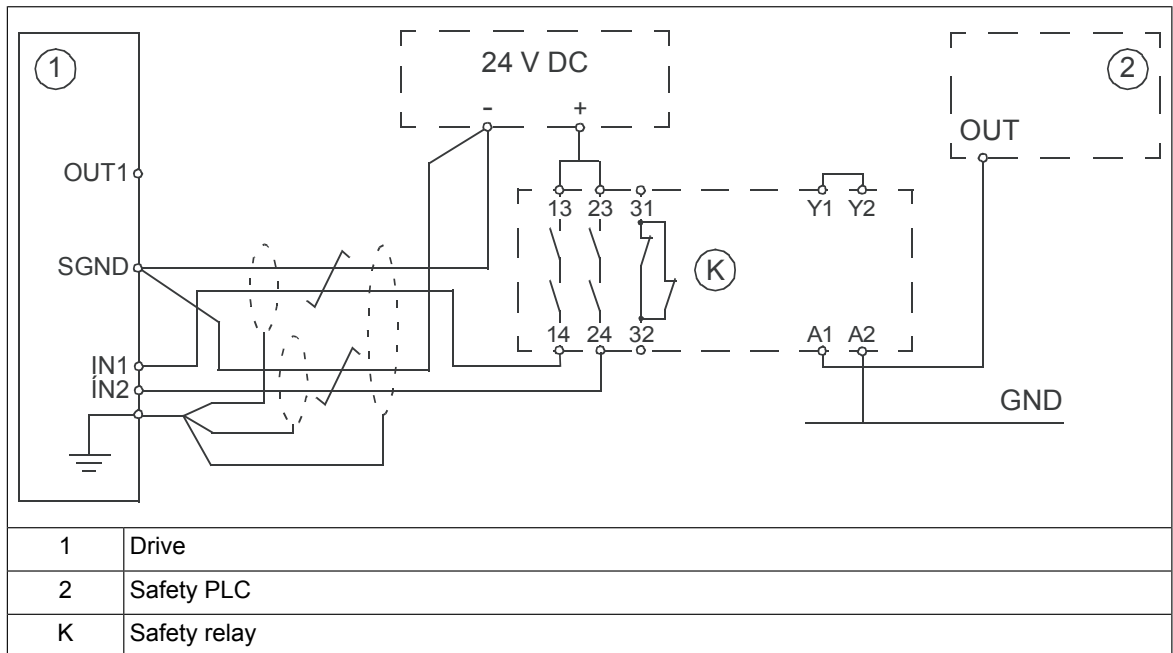 1
24 V DC
2
- +
OUT
OUT1
13 23 31 Y1 Y2
SGND
K
14 24 32 A1 A2
IN1
ÍN2
GND
1 Drive
2 Safety PLC
K Safety relay